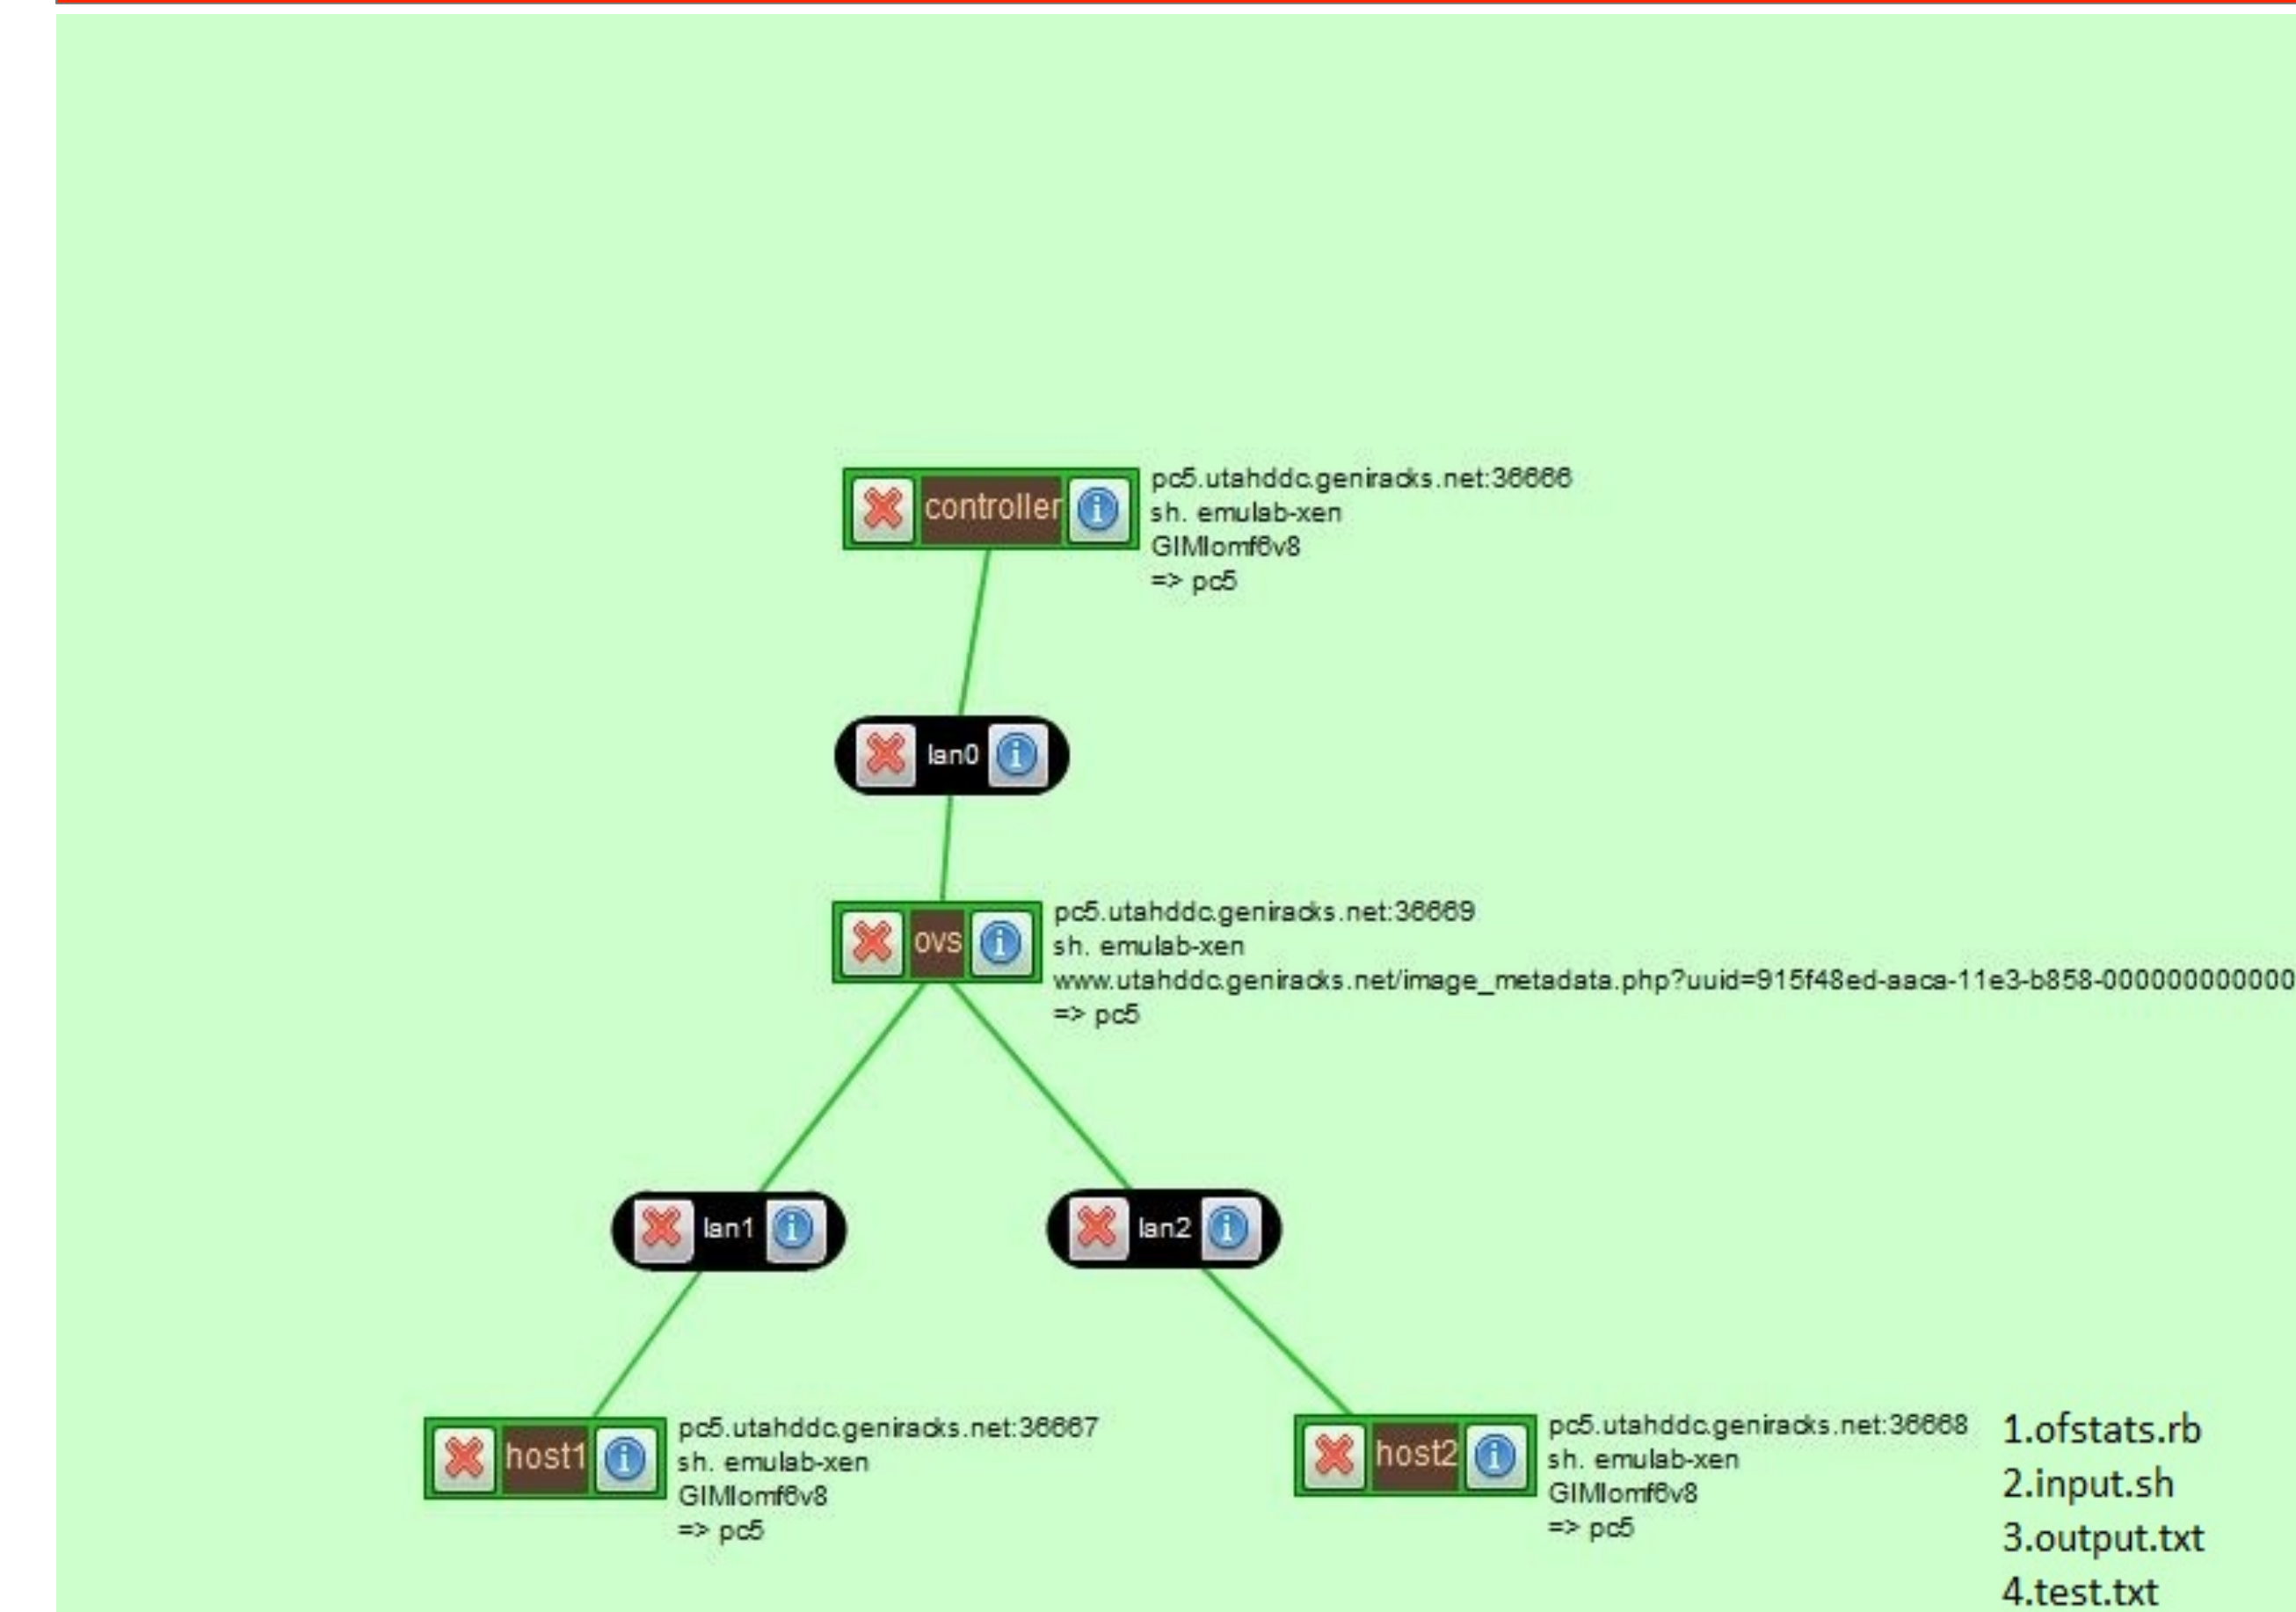 controller
pc5.utahddc.geniracks.net:36666
sh. emulab-xen
GIMIomf6v8
=> pc5
lan0
ovs
pc5.utahddc.geniracks.net:36669
sh. emulab-xen
www.utahddc.geniracks.net/image_metadata.php?uuid=915f48ed-aaca-11e3-b858-000000000000
=> pc5
lan1
lan2
host1
pc5.utahddc.geniracks.net:36667
sh. emulab-xen
GIMIomf6v8
=> pc5
host2
pc5.utahddc.geniracks.net:36668
sh. emulab-xen
GIMIomf6v8
=> pc5
1.ofstats.rb
2.input.sh
3.output.txt
4.test.txt